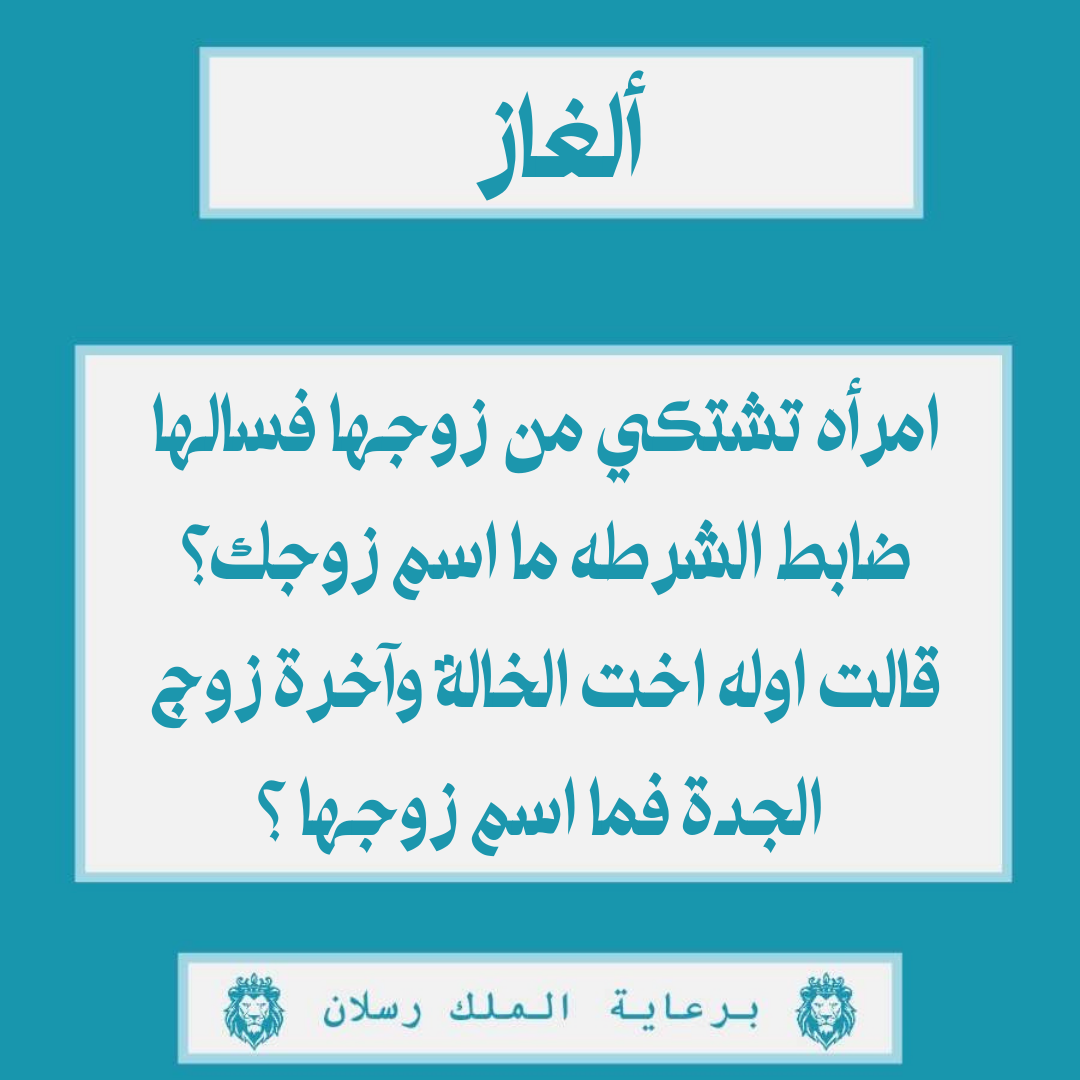 ألغاز
امرأه تشتكي من زوجها فسالها
ضابط الشرطه ما اسم زوجك؟
قالت اوله اخت الخالة وآخرة زوج
الجدة فما اسم زوجها ؟
برعاية الملك رسلان